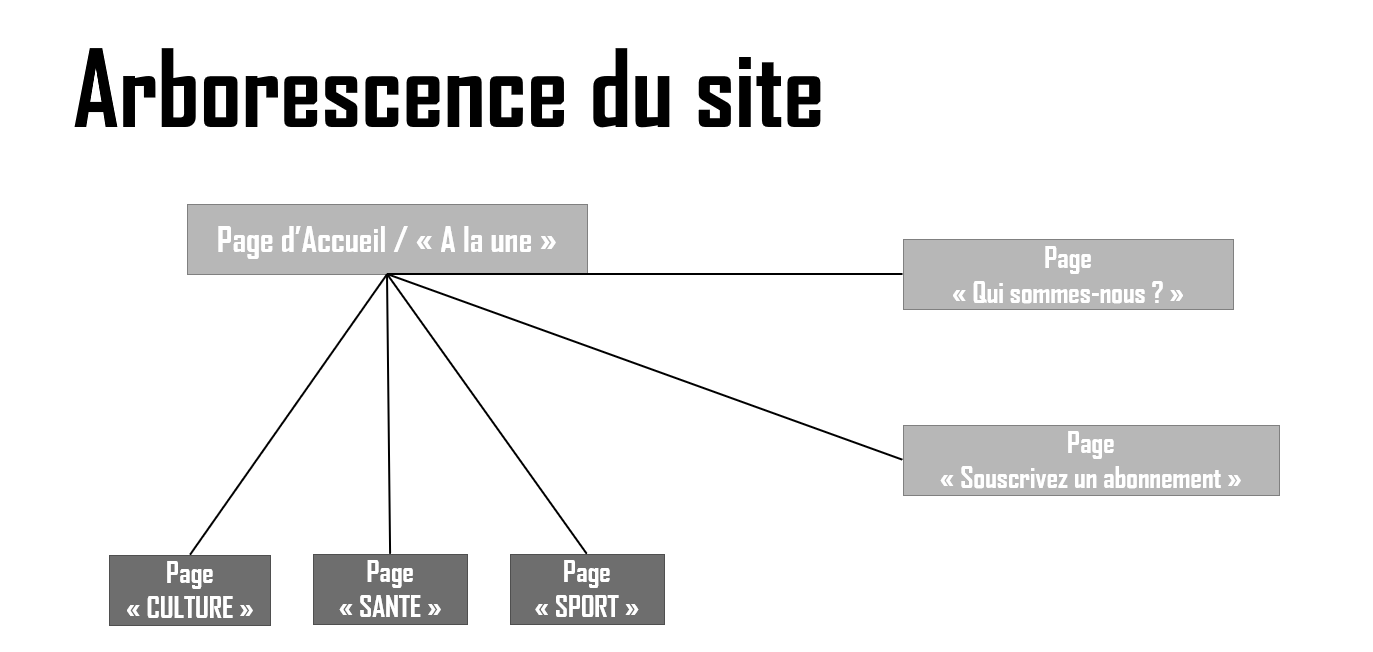 Arborescence du site
Page d’Accueil / « A la une »
Page
« Qui sommes-nous ? »
Page
« Souscrivez un abonnement »
Page
« CULTURE »
Page
« SANTE »
Page
« SPORT »